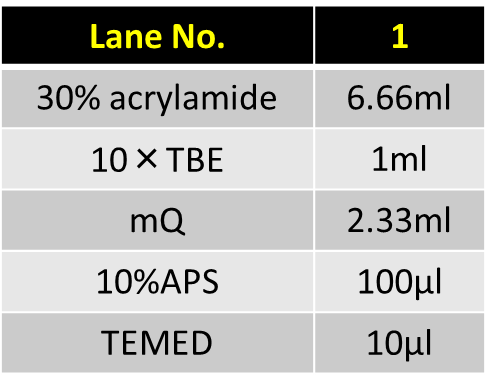 Lane No. 1
30% acrylamide 6.66ml
10×TBE 1ml
mQ 2.33ml
10%APS 100μl
TEMED 10μl